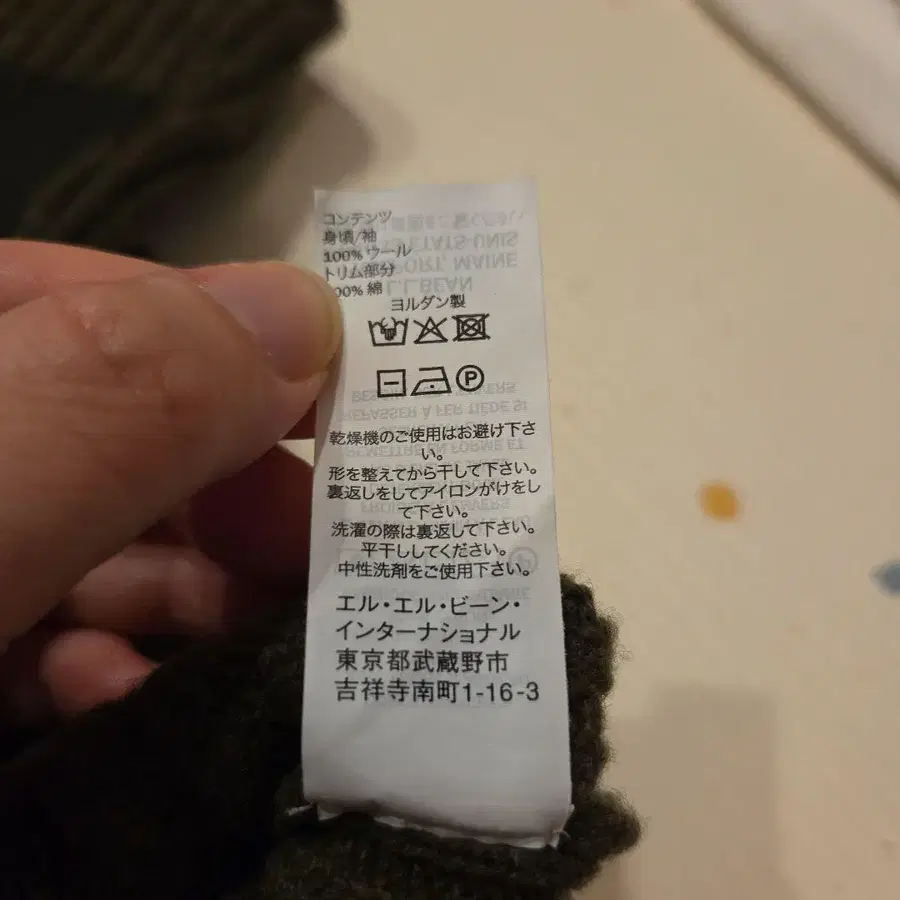 コンテンツ
身頃/袖
100% ウール
トリム部分
00% 綿
ヨルダン製
P
乾燥機のご使用はお避け下さ
い。
形を整えてから干して下さい。
裏返しをしてアイロンがけをし
て下さい。
洗濯の際は裏返して下さい。
平干ししてください。
中性洗剤をご使用下さい。
エル・エル・ビーン・
インターナショナル
東京都武蔵野市
吉祥寺南町1-16-3